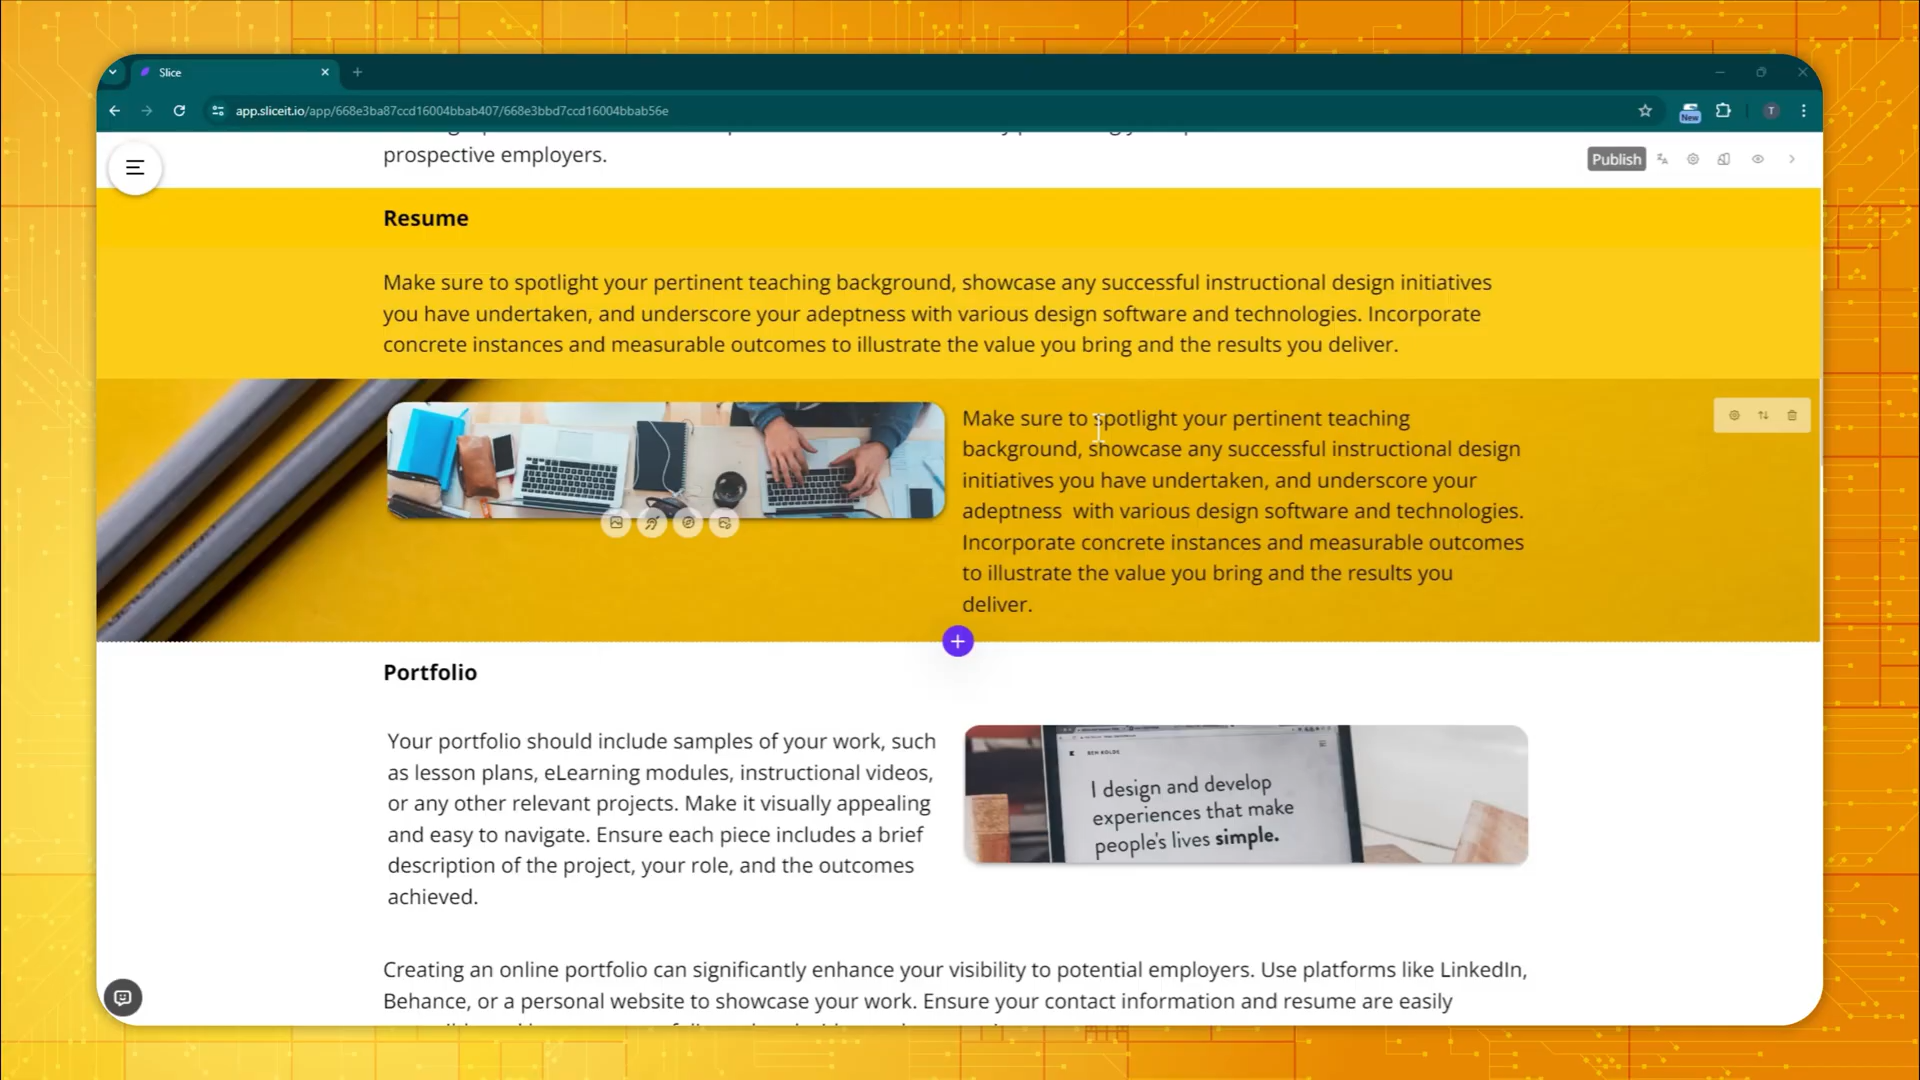 Slice
app.sliceit.io/app/668e3ba87ccd16004bbab407/668e3bbd7ccd16004bbab56e
New
T
prospective employers.
Publish
Resume
Make sure to spotlight your pertinent teaching background, showcase any successful instructional design initiatives
you have undertaken, and underscore your adeptness with various design software and technologies. Incorporate
concrete instances and measurable outcomes to illustrate the value you bring and the results you deliver.
Make sure to spotlight your pertinent teaching
background, showcase any successful instructional design
initiatives you have undertaken, and underscore your
adeptness with various design software and technologies.
Incorporate concrete instances and measurable outcomes
to illustrate the value you bring and the results you
deliver.
Portfolio
Your portfolio should include samples of your work, such
as lesson plans, eLearning modules, instructional videos,
or any other relevant projects. Make it visually appealing
and easy to navigate. Ensure each piece includes a brief
description of the project, your role, and the outcomes
achieved.
BEN KOLDE
I design and develop
experiences that make
people's lives simple.
Creating an online portfolio can significantly enhance your visibility to potential employers. Use platforms like LinkedIn,
Behance, or a personal website to showcase your work. Ensure your contact information and resume are easily